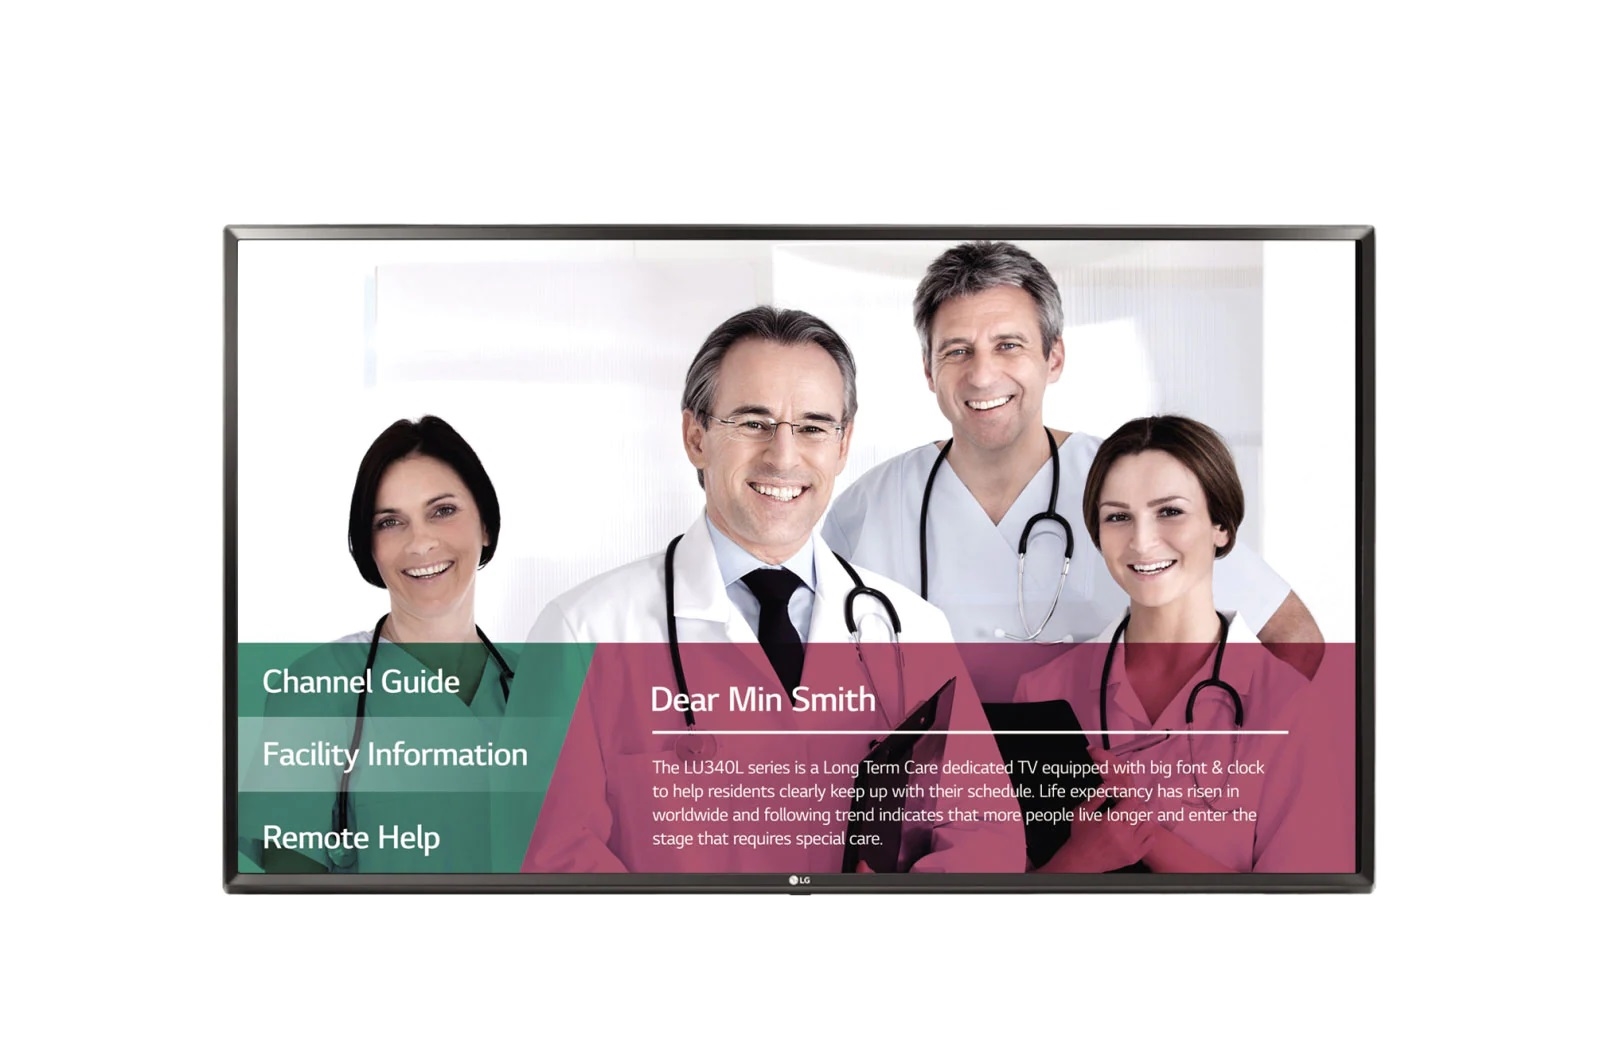 Channel Guide
Facility Information
Remote Help
Dear Min Smith
The LU340L series is a Long Term Care dedicated TV equipped with big font & clock
to help residents clearly keep up with their schedule. Life expectancy has risen in
worldwide and following trend indicates that more people live longer and enter the
stage that requires special care.
LG